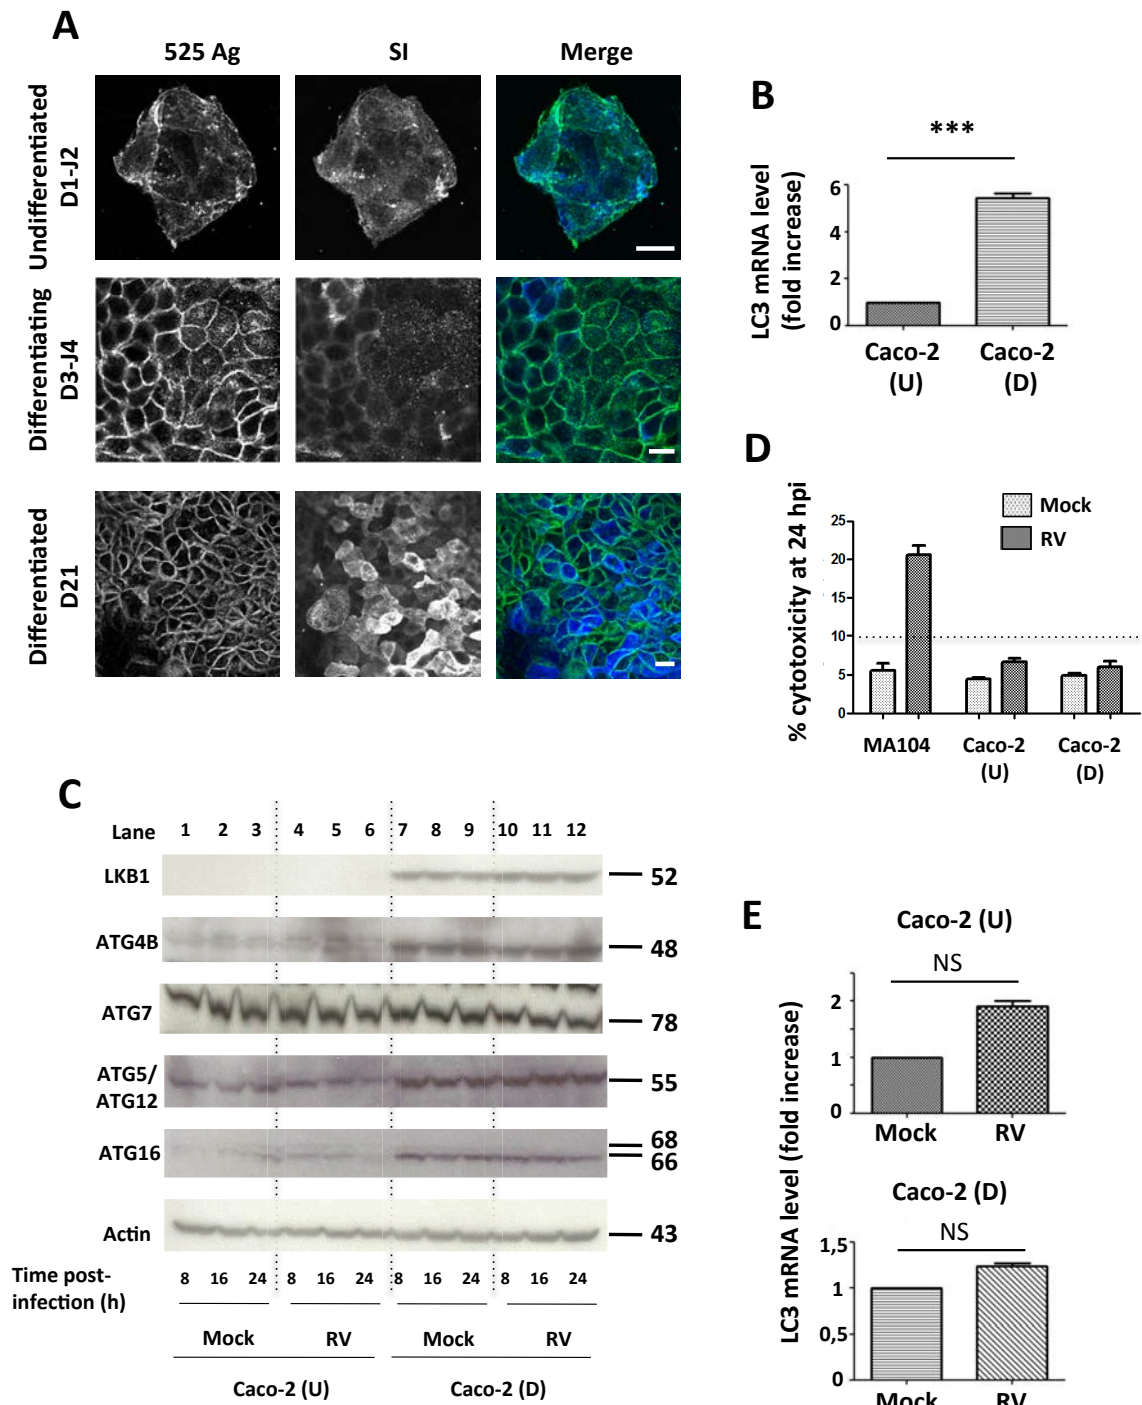 A
525 Ag SI Merge
Undifferentiated
D1-J2
Differentiating
D3-J4
Differentiated
D21
B
***
LC3 mRNA level
(fold increase)
6
4
2
0
Caco-2 Caco-2
(U) (D)
D
% cytotoxicity at 24 hpi
Mock
RV
25
20
15
10
5
0
MA104 Caco-2 Caco-2
(U) (D)
C
Lane 1 2 3 4 5 6 7 8 9 10 11 12
LKB1 52
ATG4B 48
ATG7 78
ATG5/
ATG12 55
ATG16 68
66
Actin 43
Time post-
infection (h) 8 16 24 8 16 24 8 16 24 8 16 24
Mock RV Mock RV
Caco-2 (U) Caco-2 (D)
E
LC3 mRNA level (fold increase)
Caco-2 (U)
NS
2
1
0
Mock RV
Caco-2 (D)
NS
1,5
1
0,5
0
Mock RV